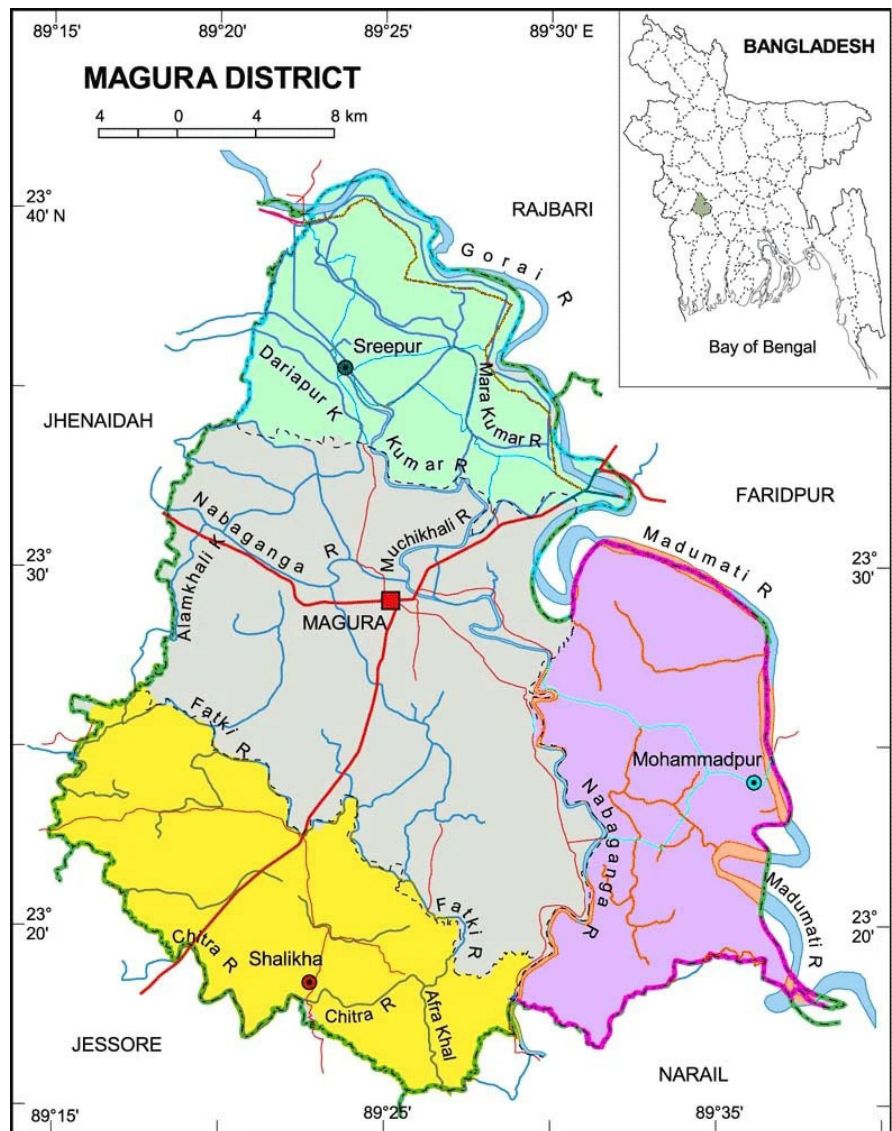 89°15'
89°20'
89°25'
89°30' E
BANGLADESH
MAGURA DISTRICT
4 0 4 8 km
23°
40' N
RAJBARI
Gorai R
Bay of Bengal
Sreepur
Dariapur K
Mara Kumar R
JHENAIDAH
Kumar R
FARIDPUR
Nabaganga R
Muchikhali R
Madumati R
23°
30'
23°
30'
Alamkhali K
MAGURA
Fatki R
Mohammadpur
Nabaganga R
Madumati R
23°
20'
23°
20'
Fatki R
Chitra R
Shalikha
Chitra R
Afra Khal
JESSORE
NARAIL
89°15'
89°25'
89°35'